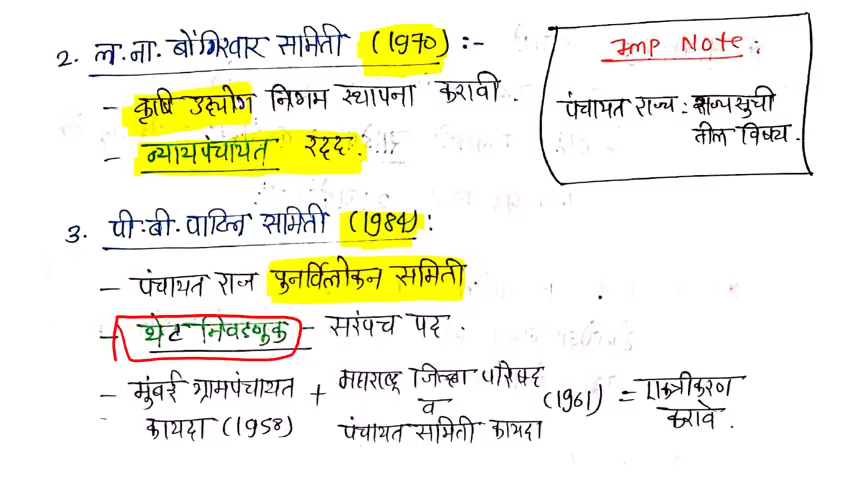 2. ल. ना. बोंगिरवार समिती (1970) :-
- कृषि उद्योग निगम स्थापना करावी.
- न्यायपंचायत रद्द.
Imp Note :
पंचायत राज्य : राज्यसुची
तील विषय.
3. पी. बी. पाटिल समिती (1984) :
- पंचायत राज पुनर्विलोकन समिती.
- थेट निवडणुक - सरंपच पद.
- मुंबई ग्रामपंचायत कायदा (1958) + महाराष्ट्र जिल्हा परिषद व पंचायत समिती कायदा (1961) = एकत्रीकरण करावे.